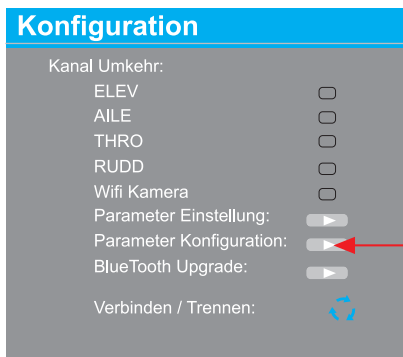 Konfiguration
Kanal Umkehr:
ELEV
AILE
THRO
RUDD
Wifi Kamera
Parameter Einstellung:
Parameter Konfiguration:
BlueTooth Upgrade:
Verbinden / Trennen: